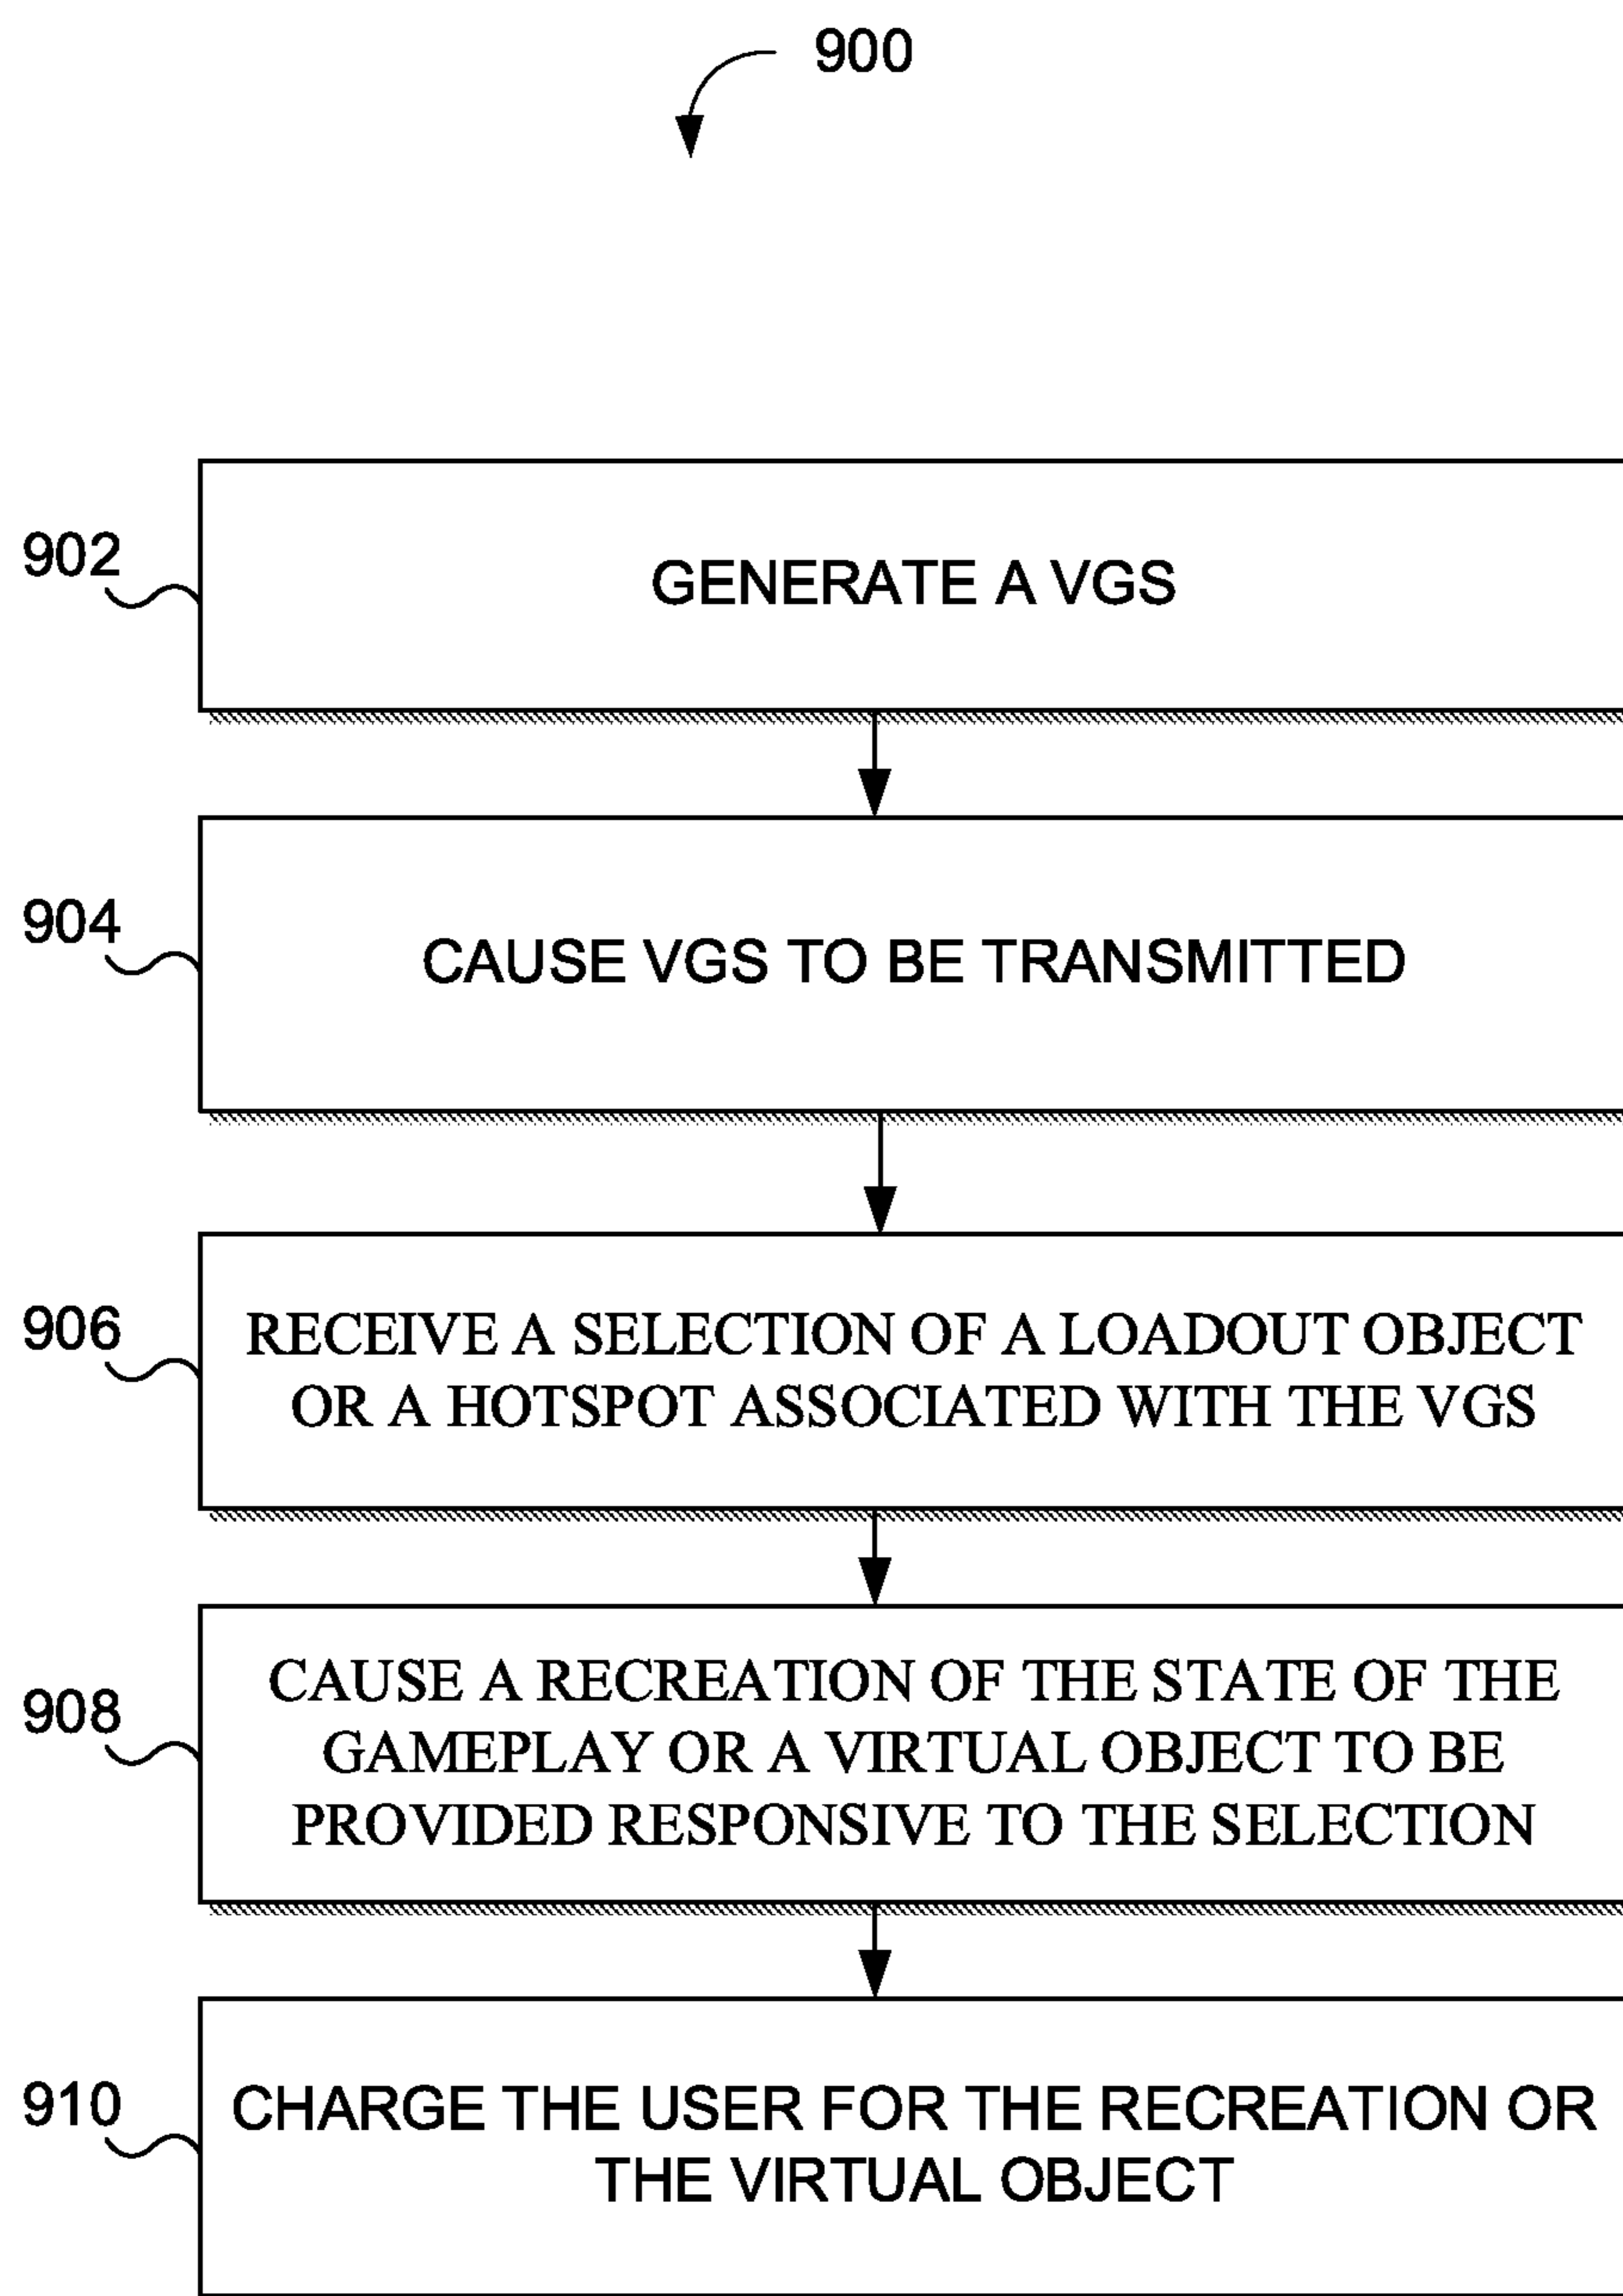 900
902
GENERATE A VGS
904
CAUSE VGS TO BE TRANSMITTED
906
RECEIVE A SELECTION OF A LOADOUT OBJECT
OR A HOTSPOT ASSOCIATED WITH THE VGS
908
CAUSE A RECREATION OF THE STATE OF THE
GAMEPLAY OR A VIRTUAL OBJECT TO BE
PROVIDED RESPONSIVE TO THE SELECTION
910
CHARGE THE USER FOR THE RECREATION OR
THE VIRTUAL OBJECT